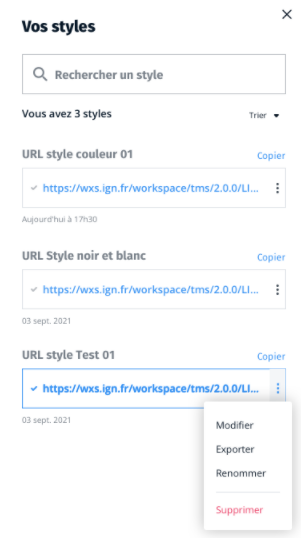 Vos styles
Rechercher un style
Vous avez 3 styles
Trier
URL style couleur 01
Copier
https://wxs.ign.fr/workspace/tms/2.0.0/LI...
Aujourd'hui à 17h30
URL Style noir et blanc
Copier
https://wxs.ign.fr/workspace/tms/2.0.0/LI...
03 sept. 2021
URL style Test 01
Copier
https://wxs.ign.fr/workspace/tms/2.0.0/LI...
03 sept. 2021
Modifier
Exporter
Renommer
Supprimer